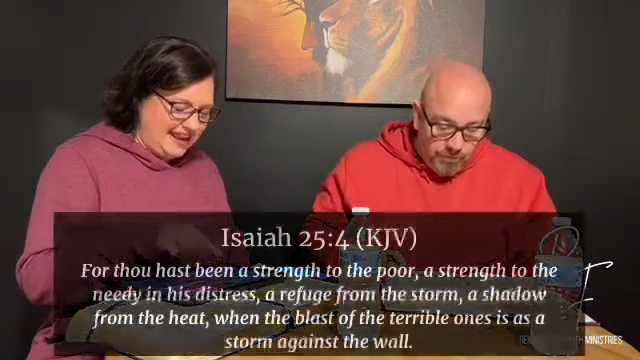 Isaiah 25:4 (KJV)
For thou hast been a strength to the poor, a strength to the
needy in his distress, a refuge from the storm, a shadow
from the heat, when the blast of the terrible ones is as a
storm against the wall.
MINISTRIES